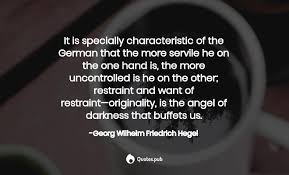 It is specially characteristic of the
German that the more servile he on
the one hand is, the more
uncontrolled is he on the other;
restraint and want of
restraint—originality, is the angel of
darkness that buffets us.
-Georg Wilhelm Friedrich Hegel
Quotes.pub